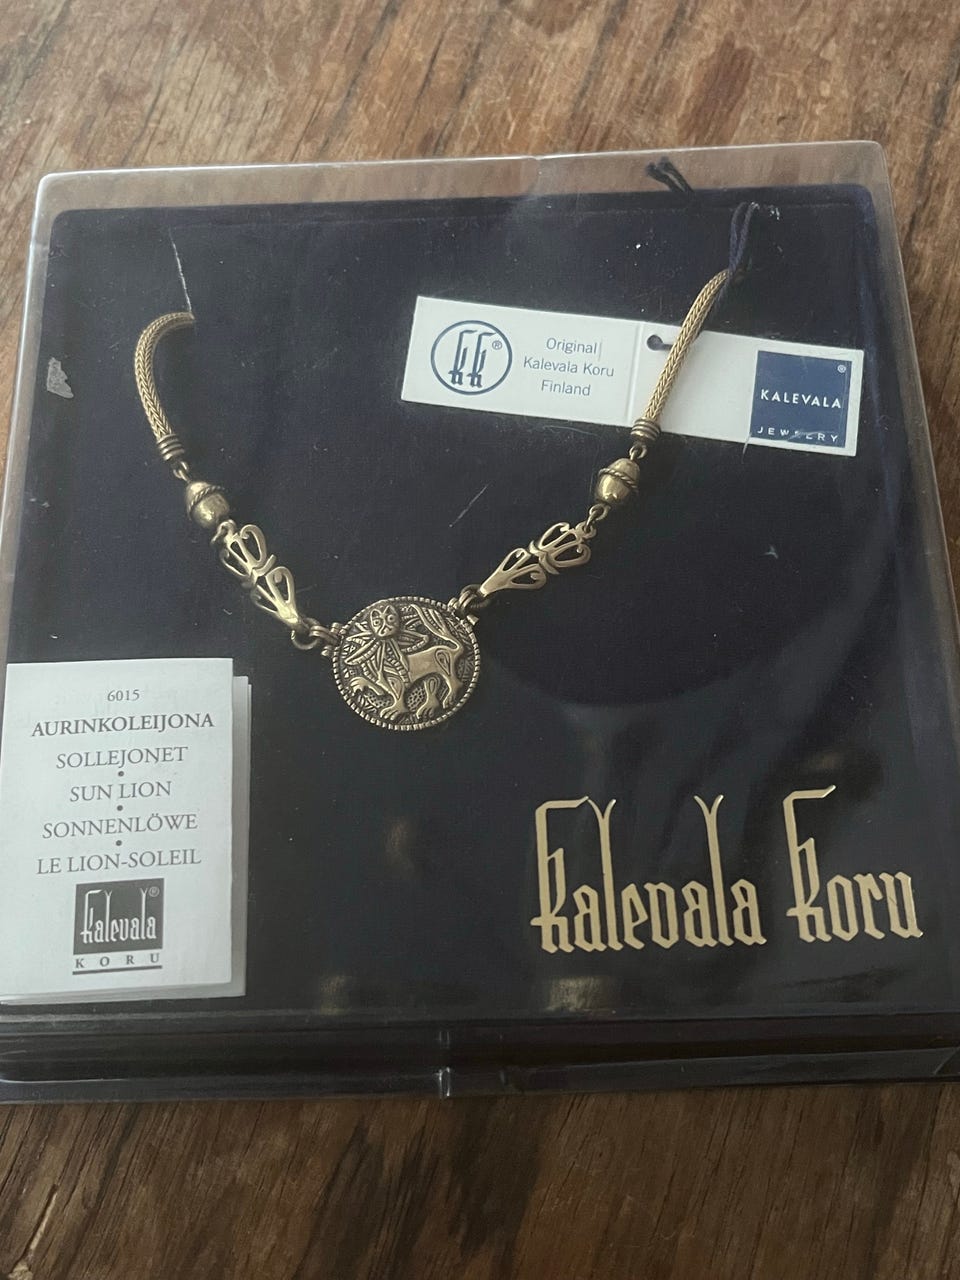 kk®
Original
Kalevala Koru
Finland
KALEVALA®
JEWELRY
6015
AURINKOLEIJONA
SOLLEJONET
•
SUN LION
•
SONNENLÖWE
•
LE LION-SOLEIL
Kalevala®
KORU
Kalevala Koru